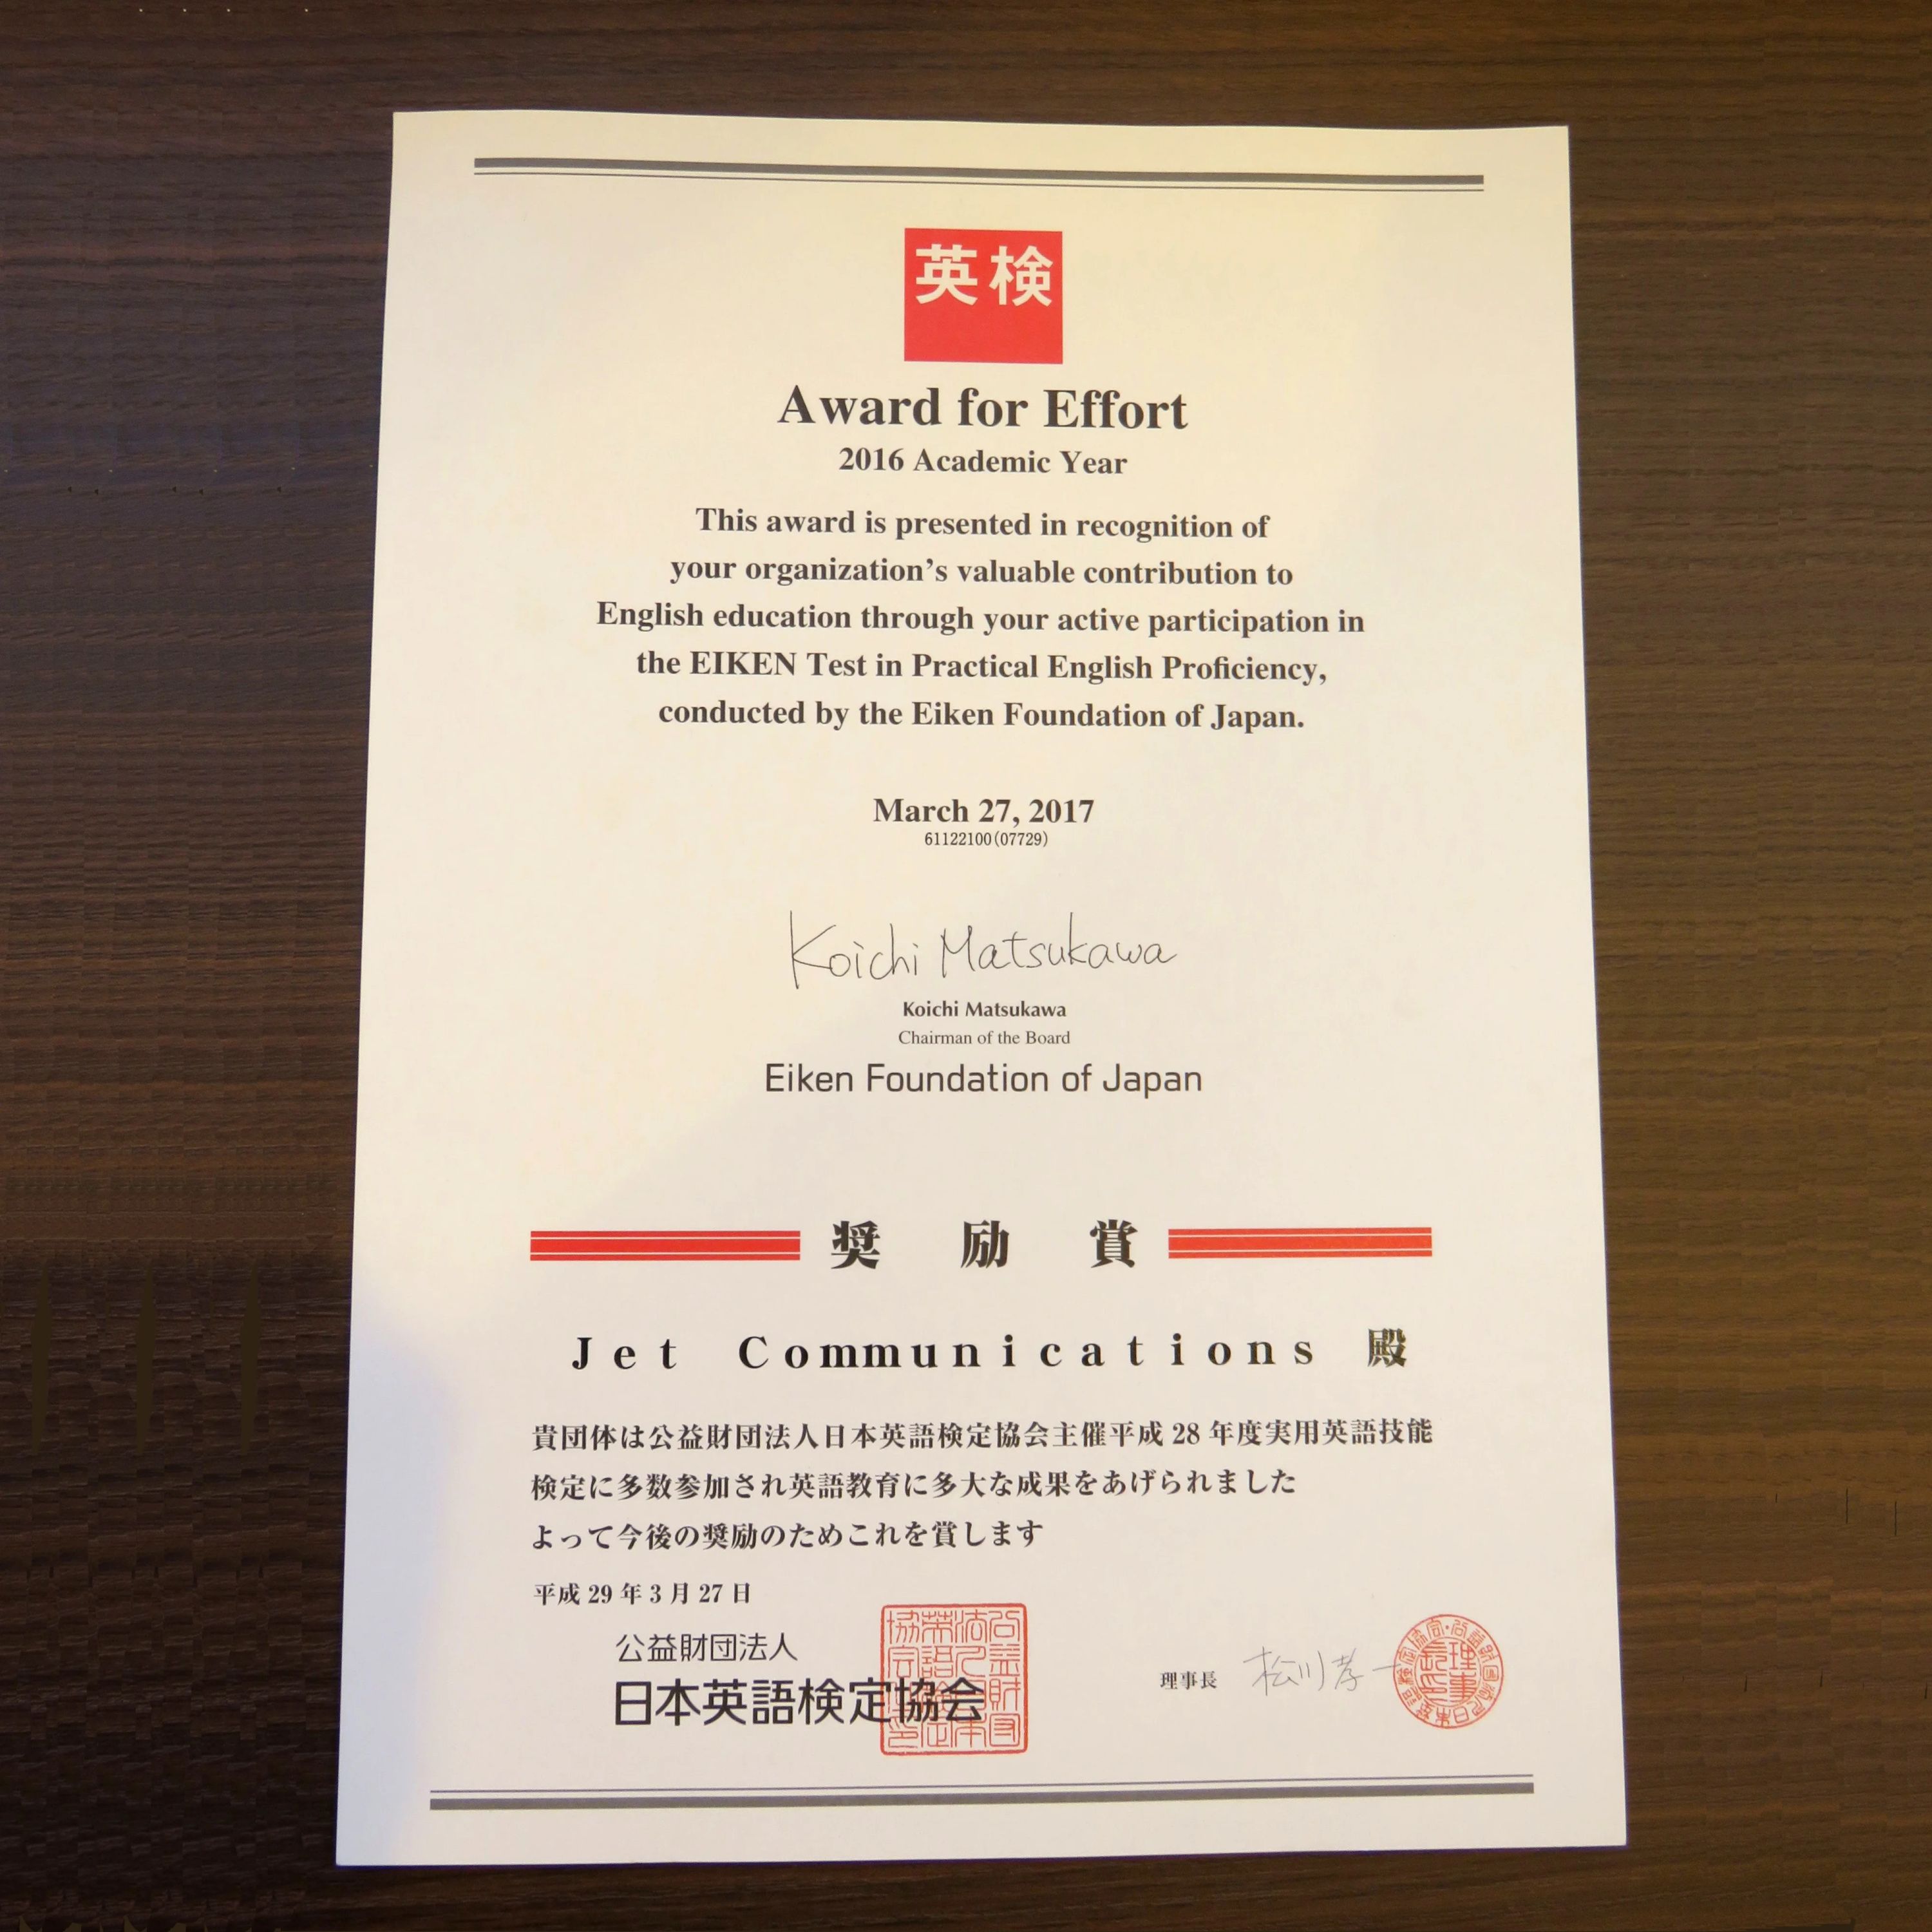 英検
Award for Effort
2016 Academic Year
This award is presented in recognition of
your organization's valuable contribution to
English education through your active participation in
the EIKEN Test in Practical English Proficiency,
conducted by the Eiken Foundation of Japan.
March 27, 2017
61122100(07729)
Koichi Matsukawa
Koichi Matsukawa
Chairman of the Board
Eiken Foundation of Japan
奨励賞
Jet Communications 殿
貴団体は公益財団法人日本英語検定協会主催平成 28 年度実用英語技能
検定に多数参加され英語教育に多大な成果をあげられました
よって今後の奨励のためこれを賞します
平成 29 年 3 月 27 日
公益財団法人
日本英語検定協会
理事長 松川孝一